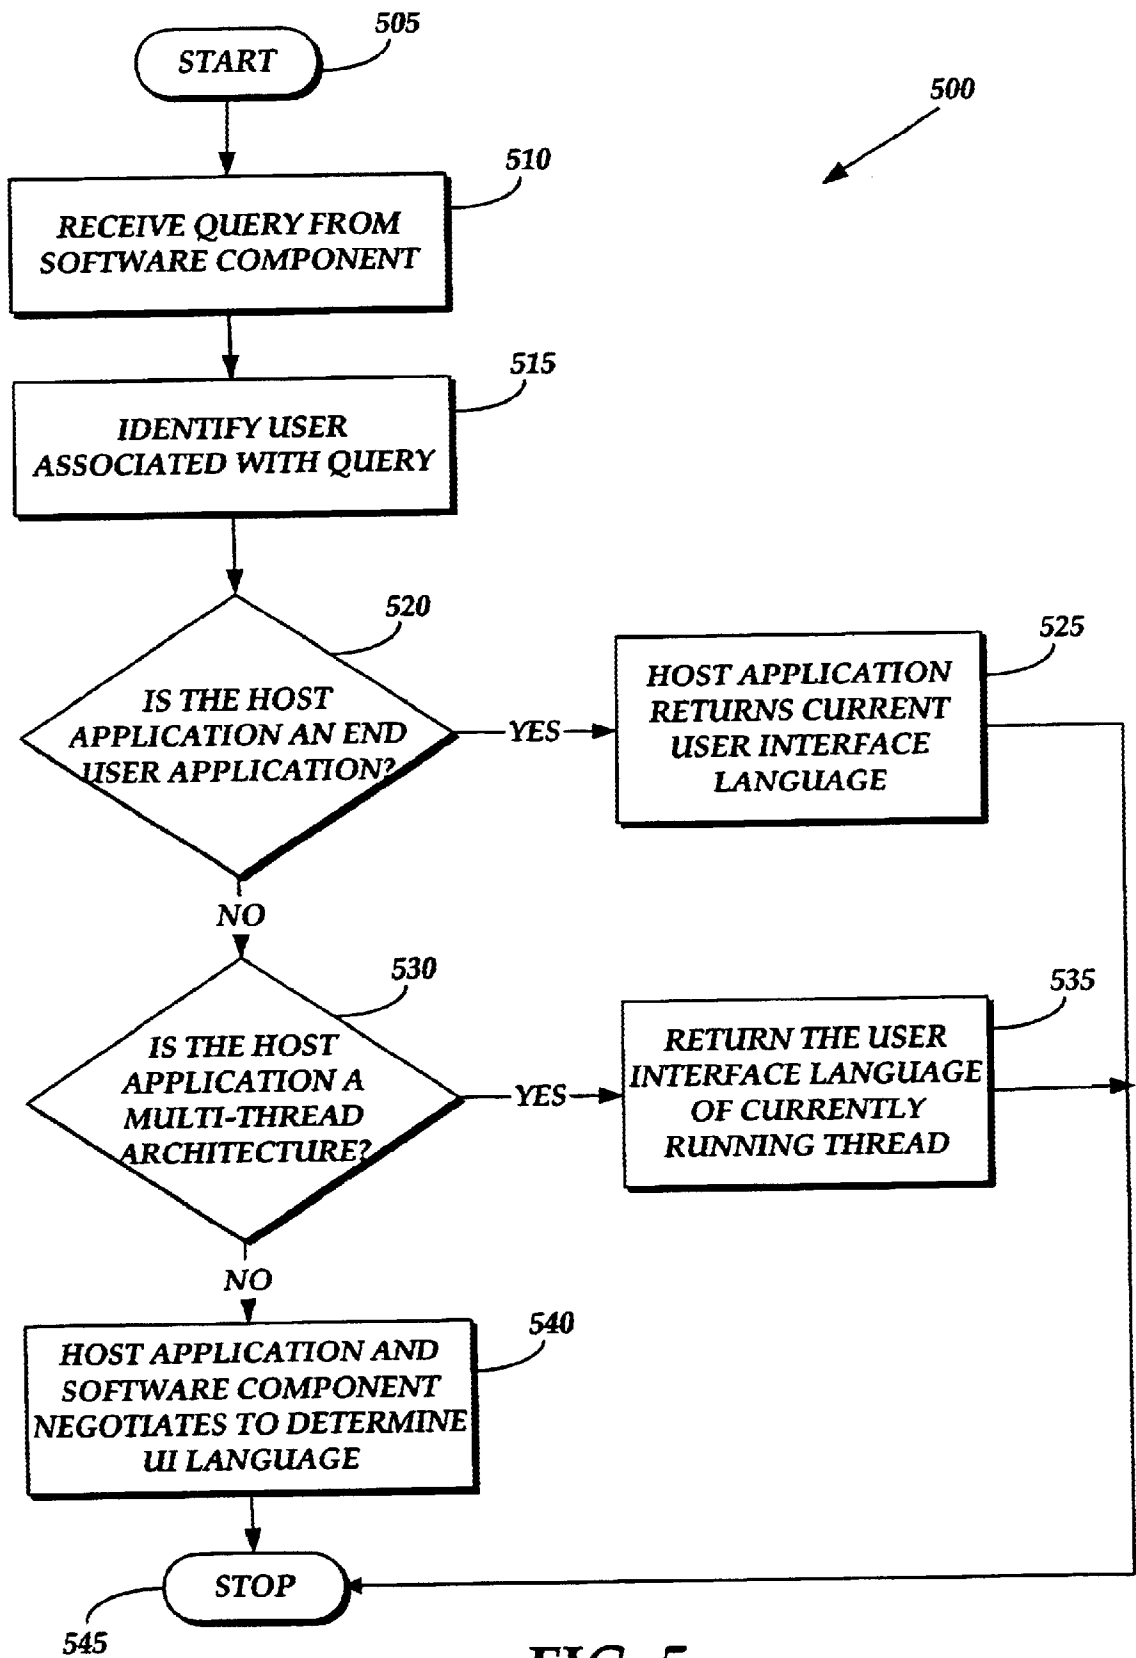 505
START
500
510
RECEIVE QUERY FROM
SOFTWARE COMPONENT
515
IDENTIFY USER
ASSOCIATED WITH QUERY
520
IS THE HOST
APPLICATION AN END
USER APPLICATION?
YES
525
HOST APPLICATION
RETURNS CURRENT
USER INTERFACE
LANGUAGE
NO
530
IS THE HOST
APPLICATION A
MULTI-THREAD
ARCHITECTURE?
YES
535
RETURN THE USER
INTERFACE LANGUAGE
OF CURRENTLY
RUNNING THREAD
NO
540
HOST APPLICATION AND
SOFTWARE COMPONENT
NEGOTIATES TO DETERMINE
UI LANGUAGE
STOP
545
FIG. 5